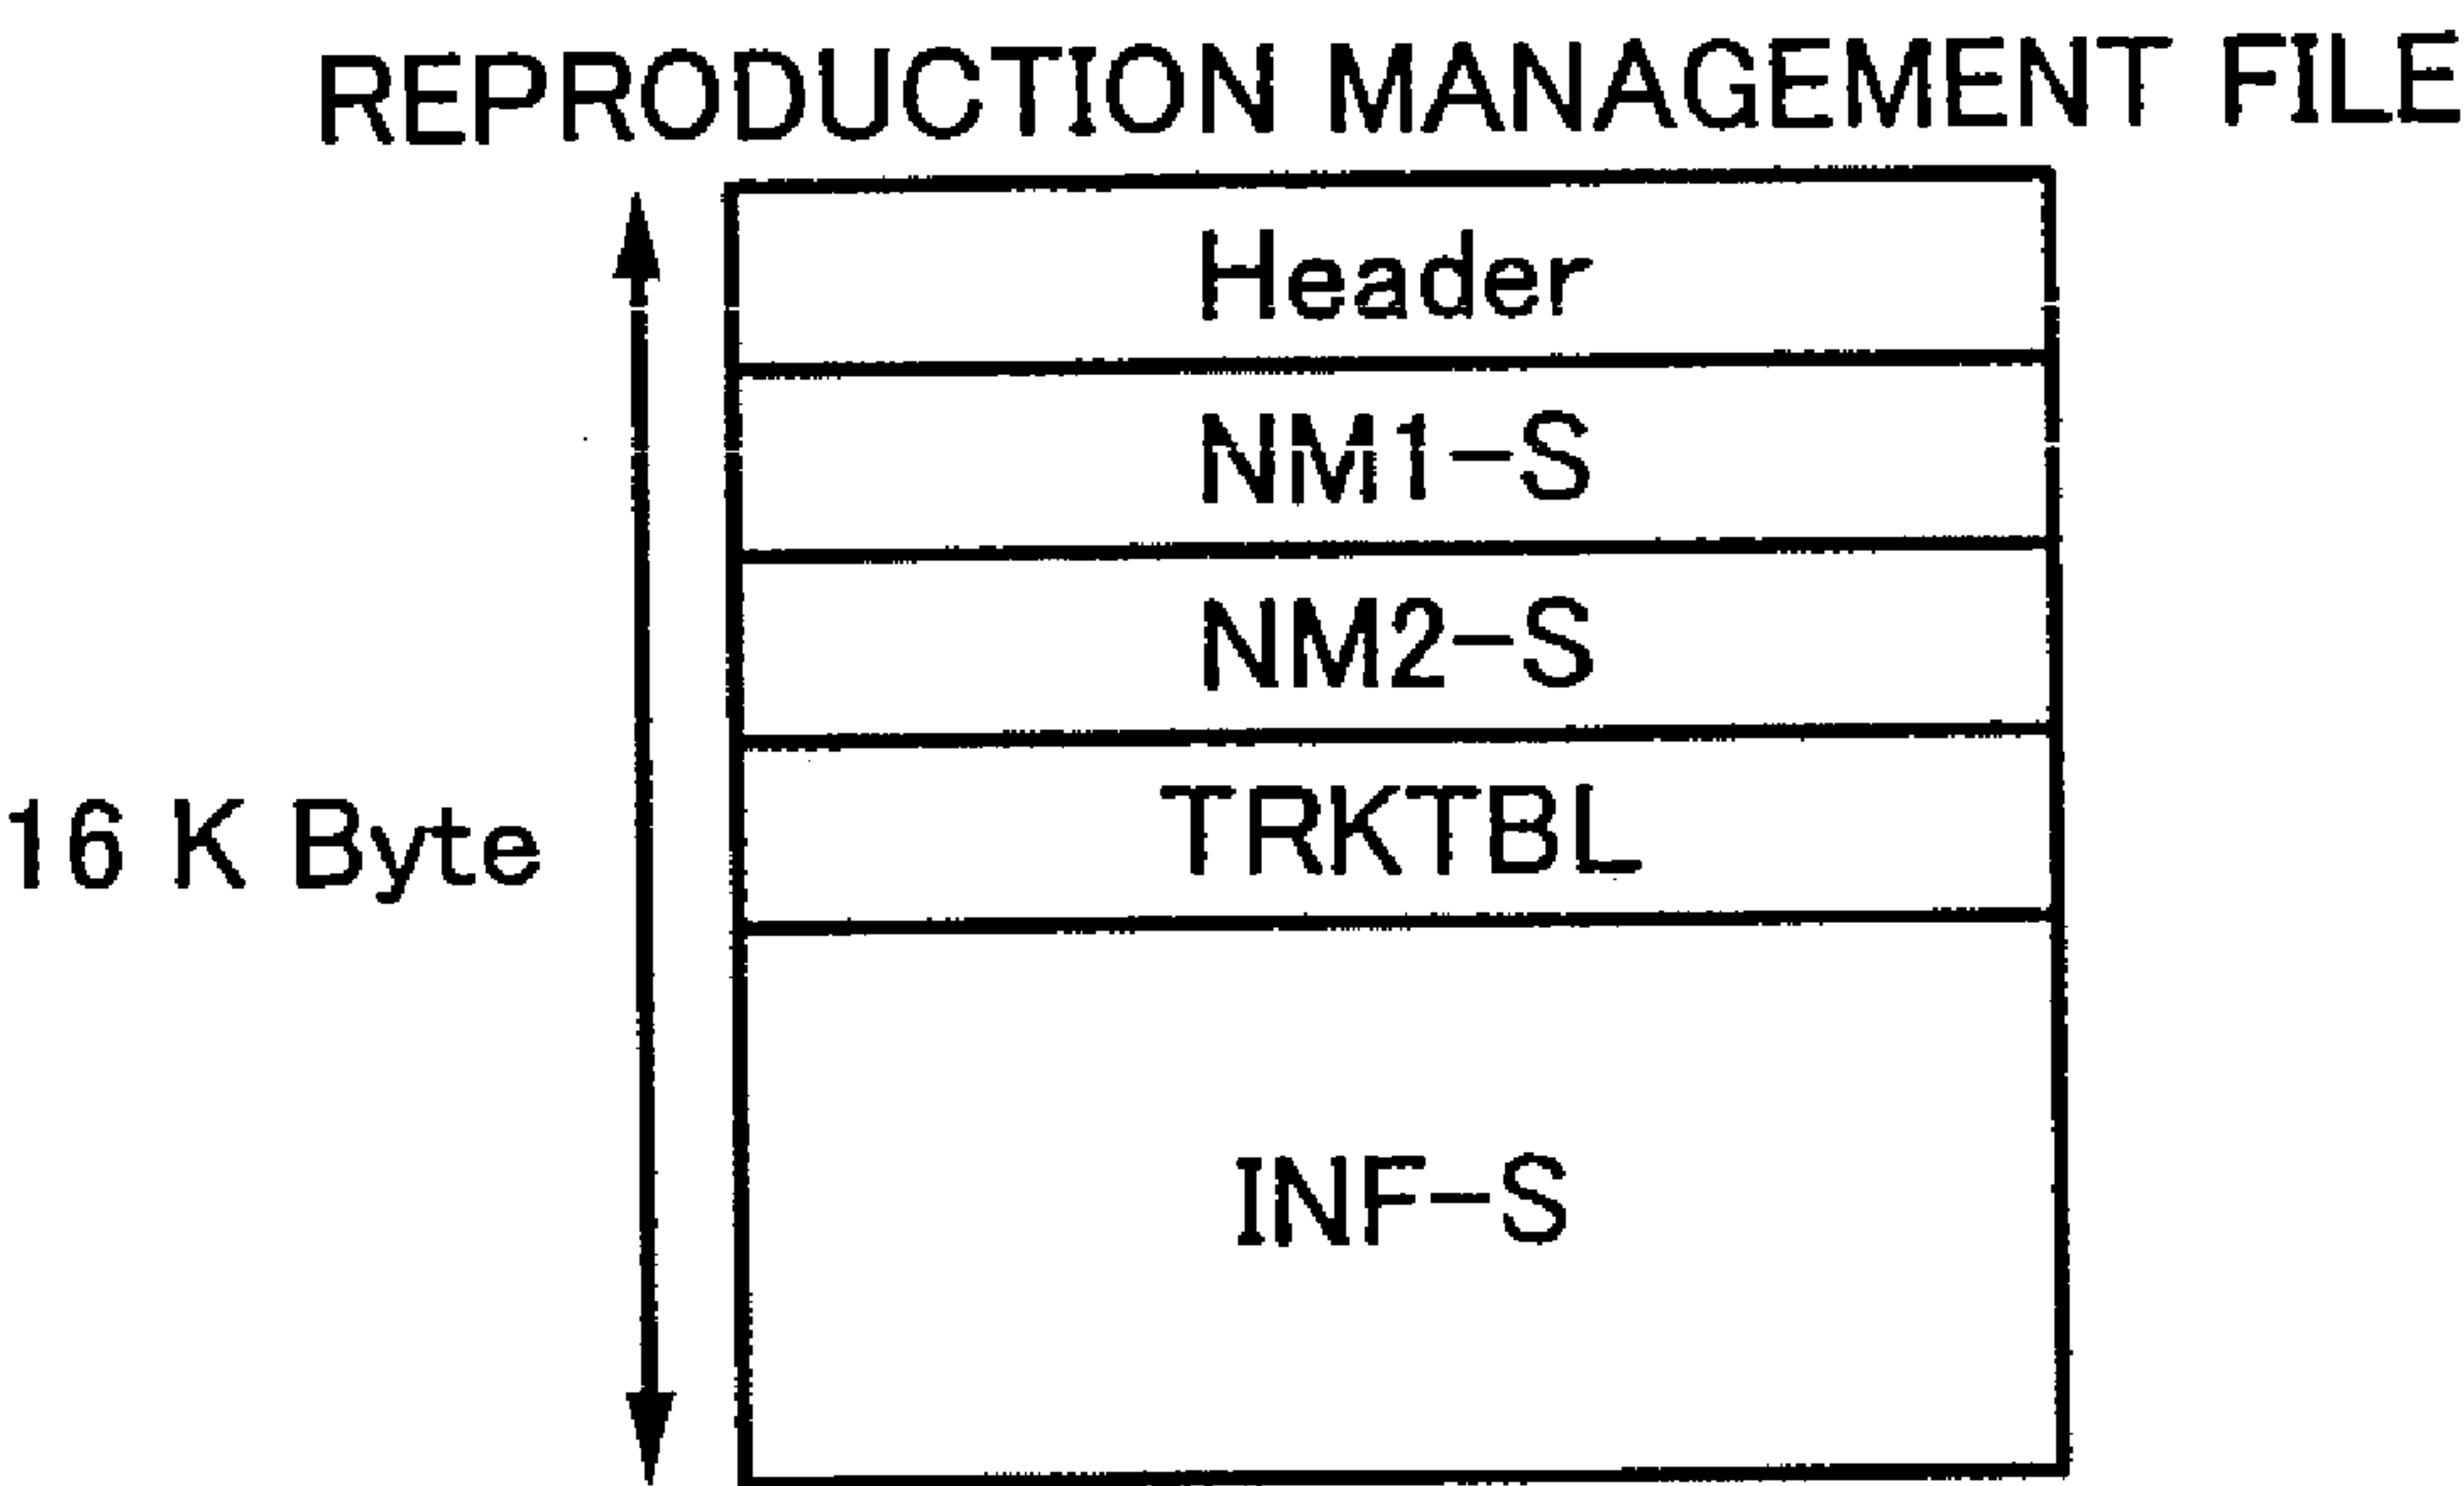 REPRODUCTION MANAGEMENT FILE
Header
NM1-S
NM2-S
TRKTBL
16 K Byte
INF-S